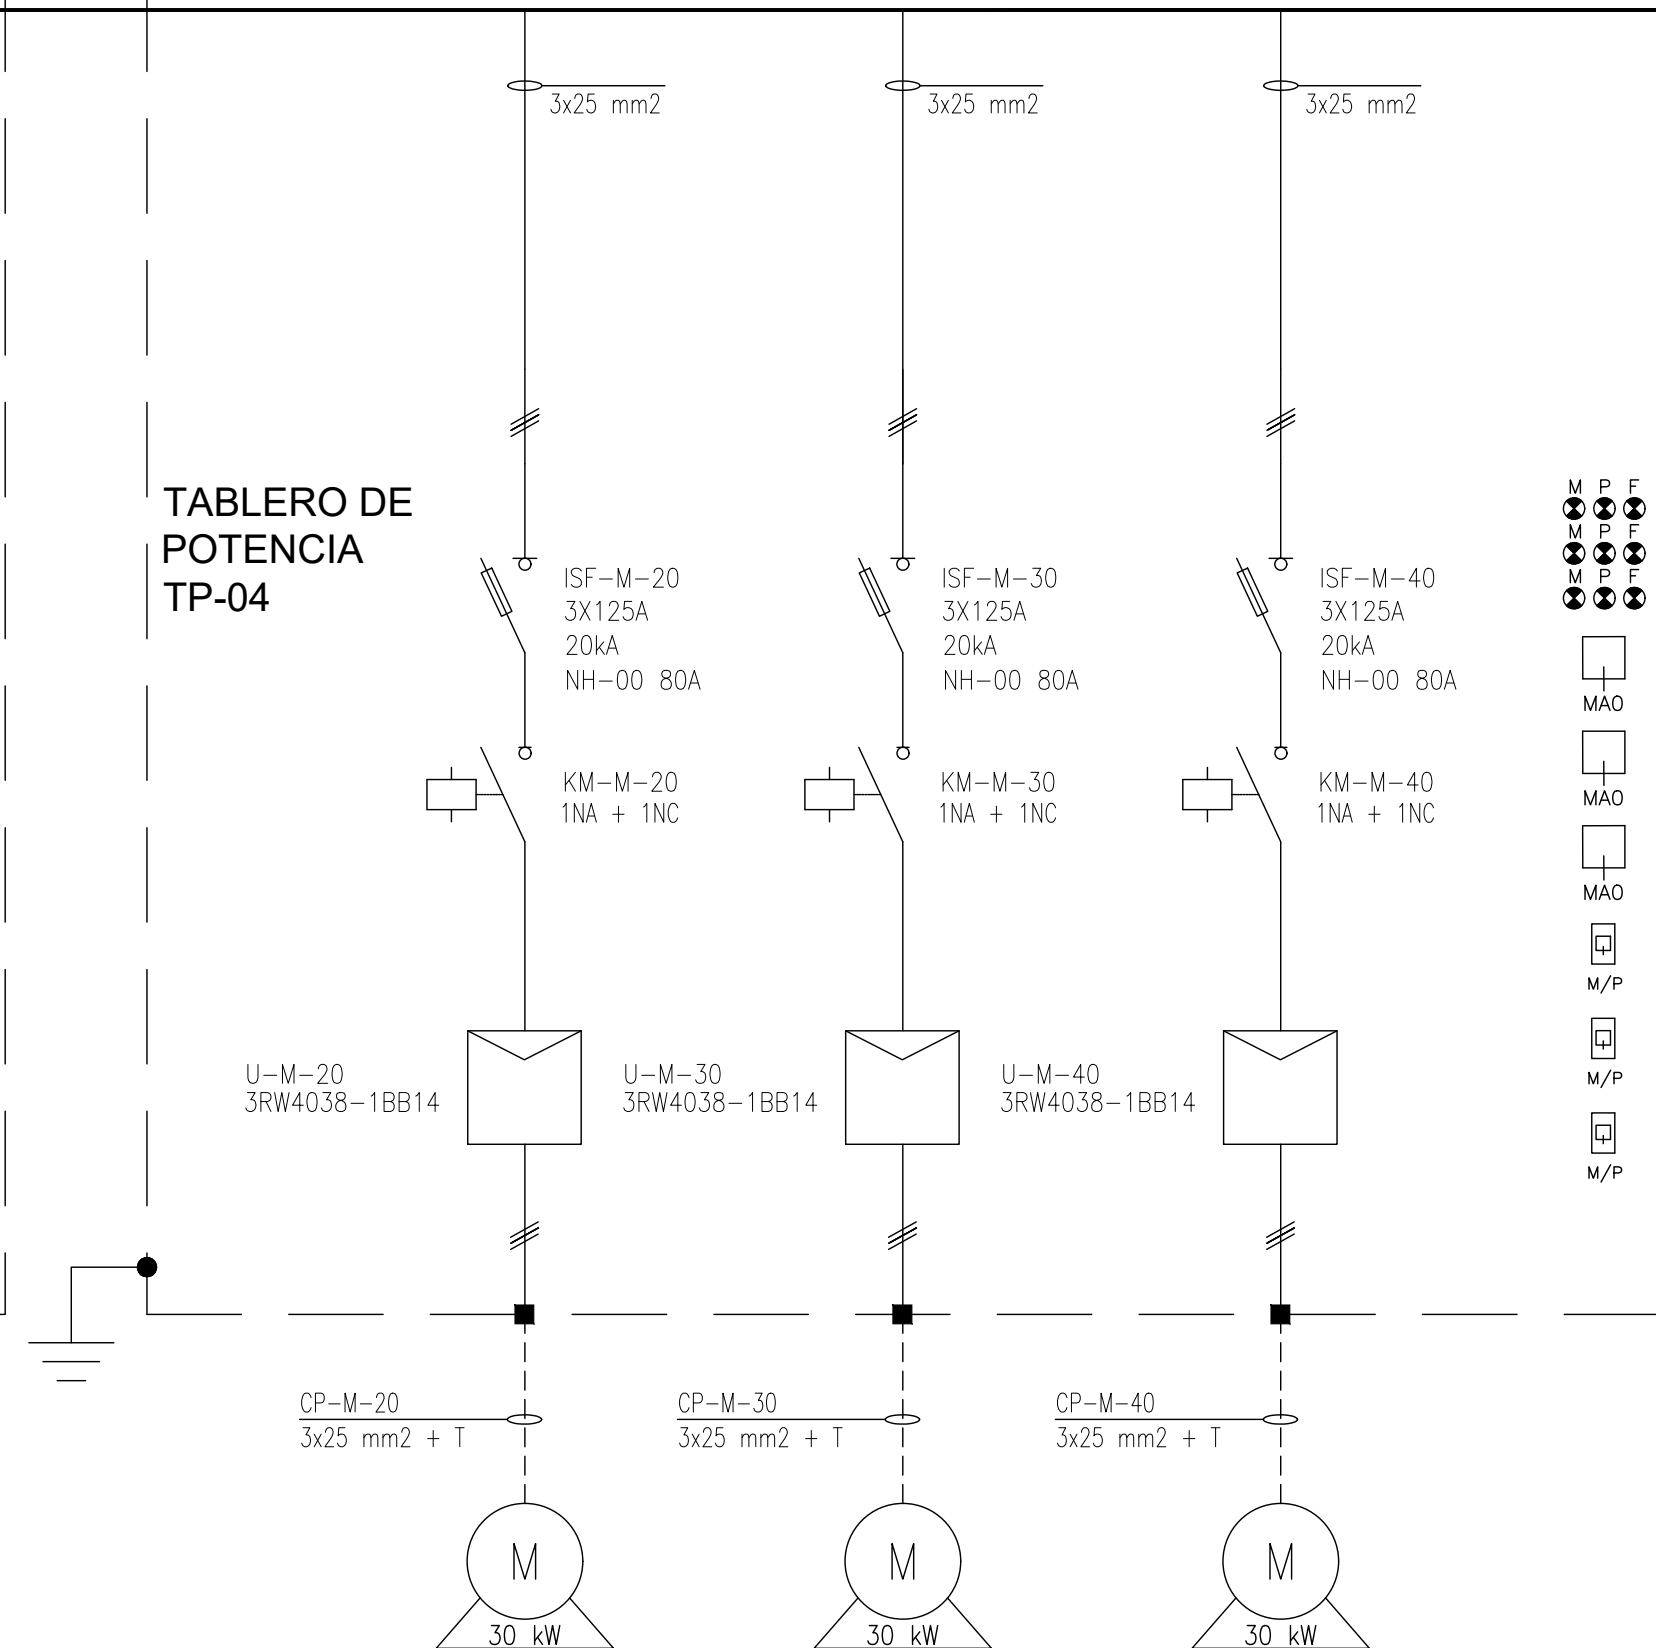 3x25 mm2
3x25 mm2
3x25 mm2
TABLERO DE
POTENCIA
TP-04
ISF-M-20
3X125A
20kA
NH-00 80A
ISF-M-30
3X125A
20kA
NH-00 80A
ISF-M-40
3X125A
20kA
NH-00 80A
M P F
M P F
M P F
MAO
MAO
MAO
M/P
M/P
M/P
KM-M-20
1NA + 1NC
KM-M-30
1NA + 1NC
KM-M-40
1NA + 1NC
U-M-20
3RW4038-1BB14
U-M-30
3RW4038-1BB14
U-M-40
3RW4038-1BB14
CP-M-20
3x25 mm2 + T
CP-M-30
3x25 mm2 + T
CP-M-40
3x25 mm2 + T
M
30 kW
M
30 kW
M
30 kW